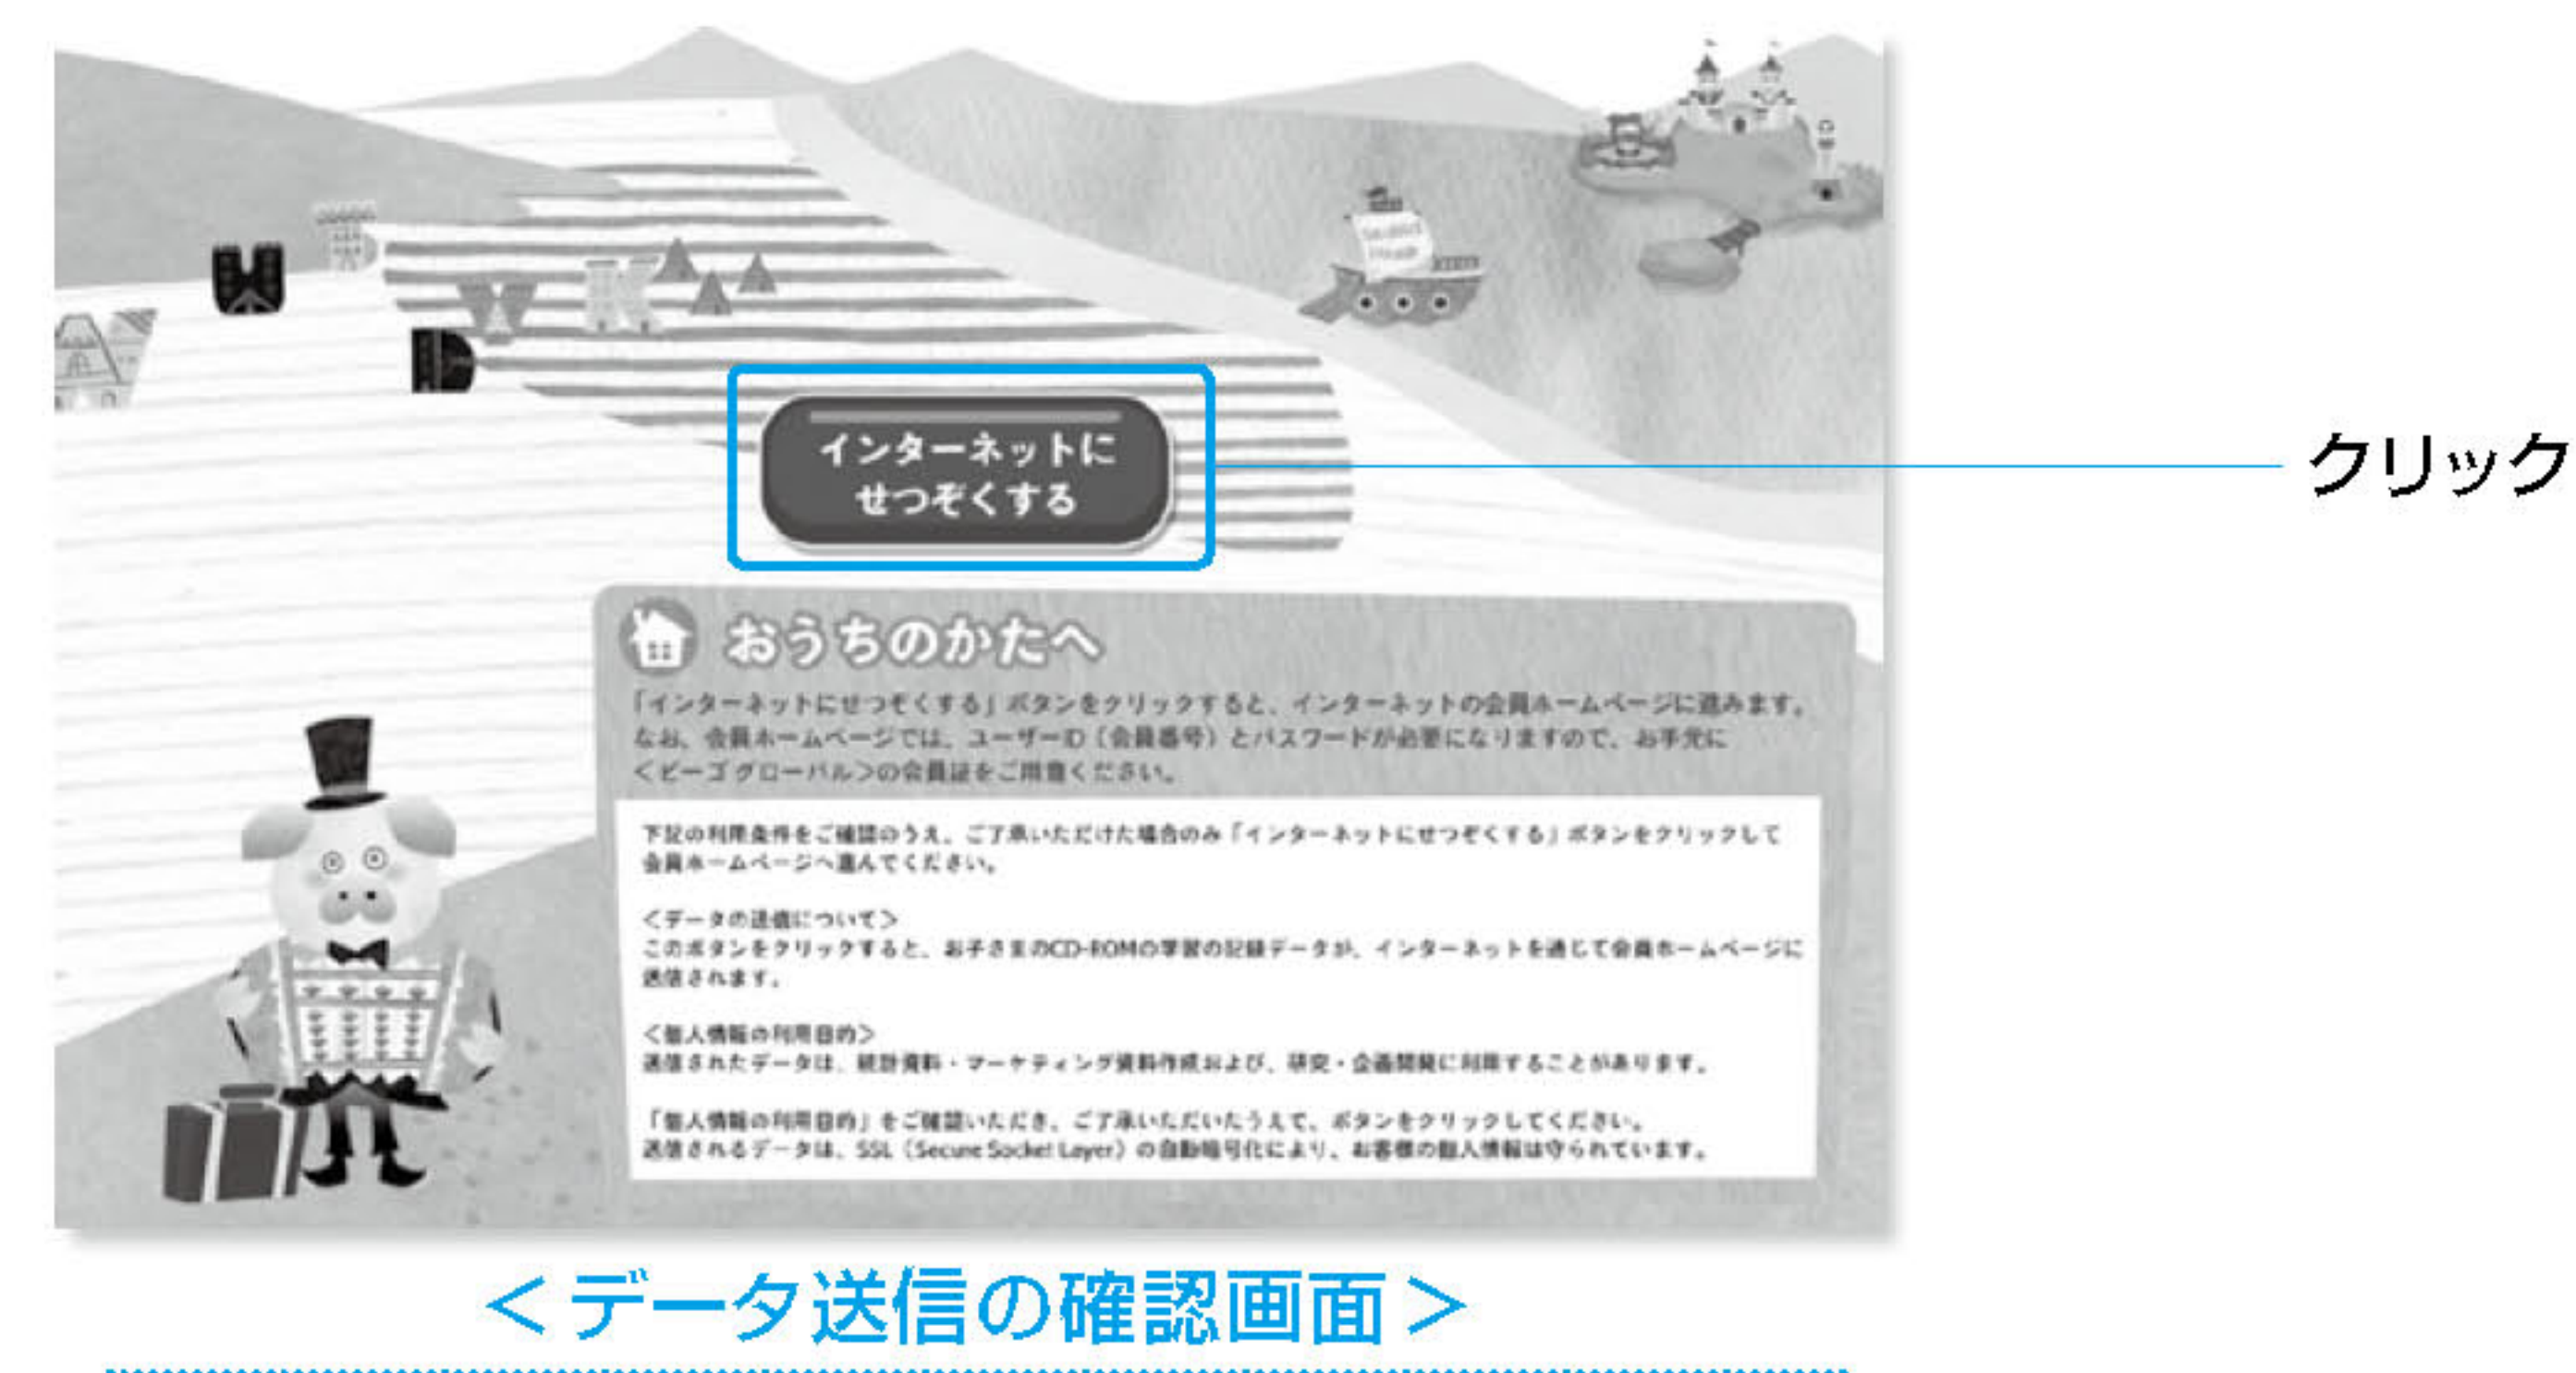 インターネットに
せつぞくする
クリック
おうちのかたへ
「インターネットにせつぞくする」ボタンをクリックすると、インターネットの会員ホームページに進みます。
なお、会員ホームページでは、ユーザーID（会員番号）とパスワードが必要になりますので、お手元に
＜ビーゴ グローバル＞の会員証をご用意ください。
下記の利用条件をご確認のうえ、ご了承いただけた場合のみ「インターネットにせつぞくする」ボタンをクリックして
会員ホームページへ進んでください。
＜データの送信について＞
このボタンをクリックすると、お子さまのCD-ROMの学習の記録データが、インターネットを通じて会員ホームページに
送信されます。
＜個人情報の利用目的＞
送信されたデータは、統計資料・マーケティング資料作成および、研究・企画開発に利用することがあります。
「個人情報の利用目的」をご確認いただき、ご了承いただいたうえで、ボタンをクリックしてください。
送信されるデータは、SSL（Secure Socket Layer）の自動暗号化により、お客様の個人情報は守られています。
＜データ送信の確認画面＞